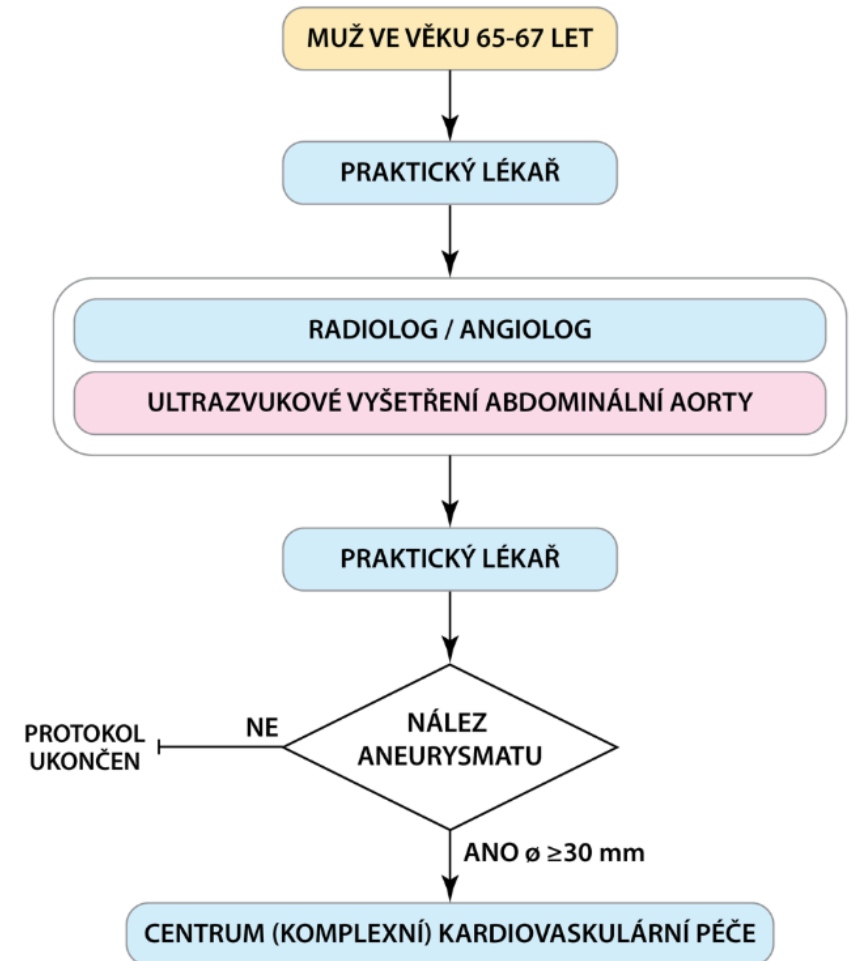 MUŽ VE VĚKU 65-67 LET
PRAKTICKÝ LÉKAŘ
RADIOLOG / ANGIOLOG
ULTRAZVUKOVÉ VYŠETŘENÍ ABDOMINÁLNÍ AORTY
PRAKTICKÝ LÉKAŘ
NÁLEZ
ANEURYSMATU
NE
PROTOKOL
UKONČEN
ANO ø ≥30 mm
CENTRUM (KOMPLEXNÍ) KARDIOVASKULÁRNÍ PÉČE